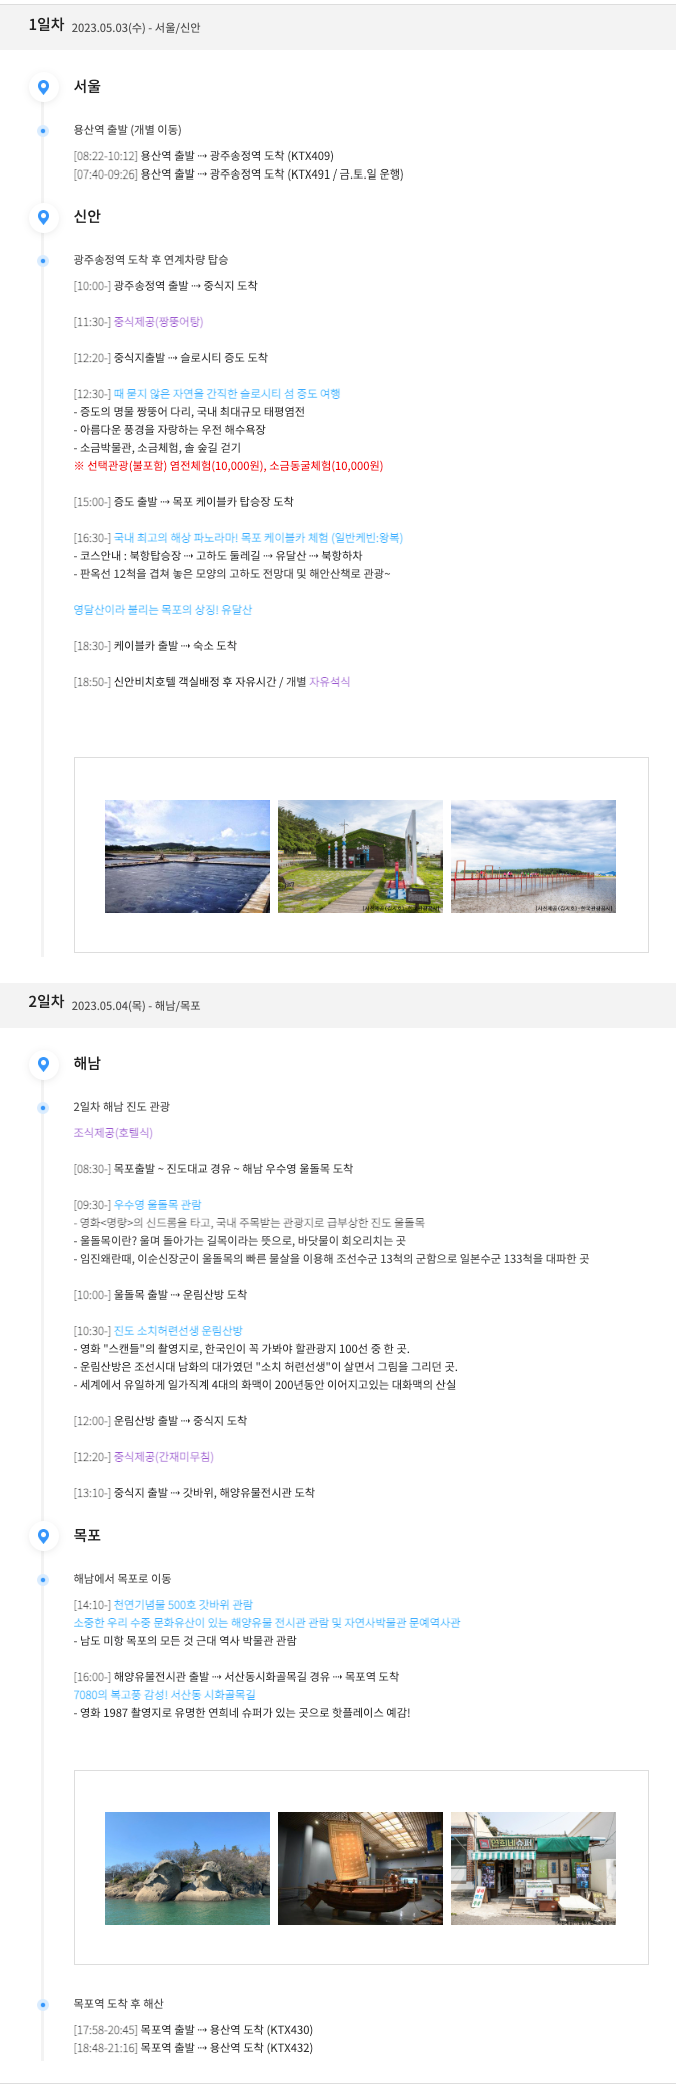 1일차 2023.05.03(수) - 서울/신안
서울
용산역 출발 (개별 이동)
[08:22-10:12] 용산역 출발 ⇢ 광주송정역 도착 (KTX409)
[07:40-09:26] 용산역 출발 ⇢ 광주송정역 도착 (KTX491 / 금.토.일 운행)
신안
광주송정역 도착 후 연계차량 탑승
[10:00-] 광주송정역 출발 ⇢ 중식지 도착
[11:30-] 중식제공(짱뚱어탕)
[12:20-] 중식지출발 ⇢ 슬로시티 증도 도착
[12:30-] 때 묻지 않은 자연을 간직한 슬로시티 섬 증도 여행
- 증도의 명물 짱뚱어 다리, 국내 최대규모 태평염전
- 아름다운 풍경을 자랑하는 우전 해수욕장
- 소금박물관, 소금체험, 솔 숲길 걷기
※ 선택관광(불포함) 염전체험(10,000원), 소금동굴체험(10,000원)
[15:00-] 증도 출발 ⇢ 목포 케이블카 탑승장 도착
[16:30-] 국내 최고의 해상 파노라마! 목포 케이블카 체험 (일반케빈:왕복)
- 코스안내 : 북항탑승장 ⇢ 고하도 둘레길 ⇢ 유달산 ⇢ 북항하차
- 판옥선 12척을 겹쳐 놓은 모양의 고하도 전망대 및 해안산책로 관광~
영달산이라 불리는 목포의 상징! 유달산
[18:30-] 케이블카 출발 ⇢ 숙소 도착
[18:50-] 신안비치호텔 객실배정 후 자유시간 / 개별 자유석식
[사진제공(김지호)-한국관광공사]
[사진제공(김지호)-한국관광공사]
2일차 2023.05.04(목) - 해남/목포
해남
2일차 해남 진도 관광
조식제공(호텔식)
[08:30-] 목포출발 ~ 진도대교 경유 ~ 해남 우수영 울돌목 도착
[09:30-] 우수영 울돌목 관람
- 영화<명량>의 신드롬을 타고, 국내 주목받는 관광지로 급부상한 진도 울돌목
- 울돌목이란? 울며 돌아가는 길목이라는 뜻으로, 바닷물이 회오리치는 곳
- 임진왜란때, 이순신장군이 울돌목의 빠른 물살을 이용해 조선수군 13척의 군함으로 일본수군 133척을 대파한 곳
[10:00-] 울돌목 출발 ⇢ 운림산방 도착
[10:30-] 진도 소치허련선생 운림산방
- 영화 "스캔들"의 촬영지로, 한국인이 꼭 가봐야 할관광지 100선 중 한 곳.
- 운림산방은 조선시대 남화의 대가였던 "소치 허련선생"이 살면서 그림을 그리던 곳.
- 세계에서 유일하게 일가직계 4대의 화맥이 200년동안 이어지고있는 대화맥의 산실
[12:00-] 운림산방 출발 ⇢ 중식지 도착
[12:20-] 중식제공(간재미무침)
[13:10-] 중식지 출발 ⇢ 갓바위, 해양유물전시관 도착
목포
해남에서 목포로 이동
[14:10-] 천연기념물 500호 갓바위 관람
소중한 우리 수중 문화유산이 있는 해양유물 전시관 관람 및 자연사박물관 문예역사관
- 남도 미항 목포의 모든 것 근대 역사 박물관 관람
[16:00-] 해양유물전시관 출발 ⇢ 서산동시화골목길 경유 ⇢ 목포역 도착
7080의 복고풍 감성! 서산동 시화골목길
- 영화 1987 촬영지로 유명한 연희네 슈퍼가 있는 곳으로 핫플레이스 예감!
연희네슈퍼
목포역 도착 후 해산
[17:58-20:45] 목포역 출발 ⇢ 용산역 도착 (KTX430)
[18:48-21:16] 목포역 출발 ⇢ 용산역 도착 (KTX432)